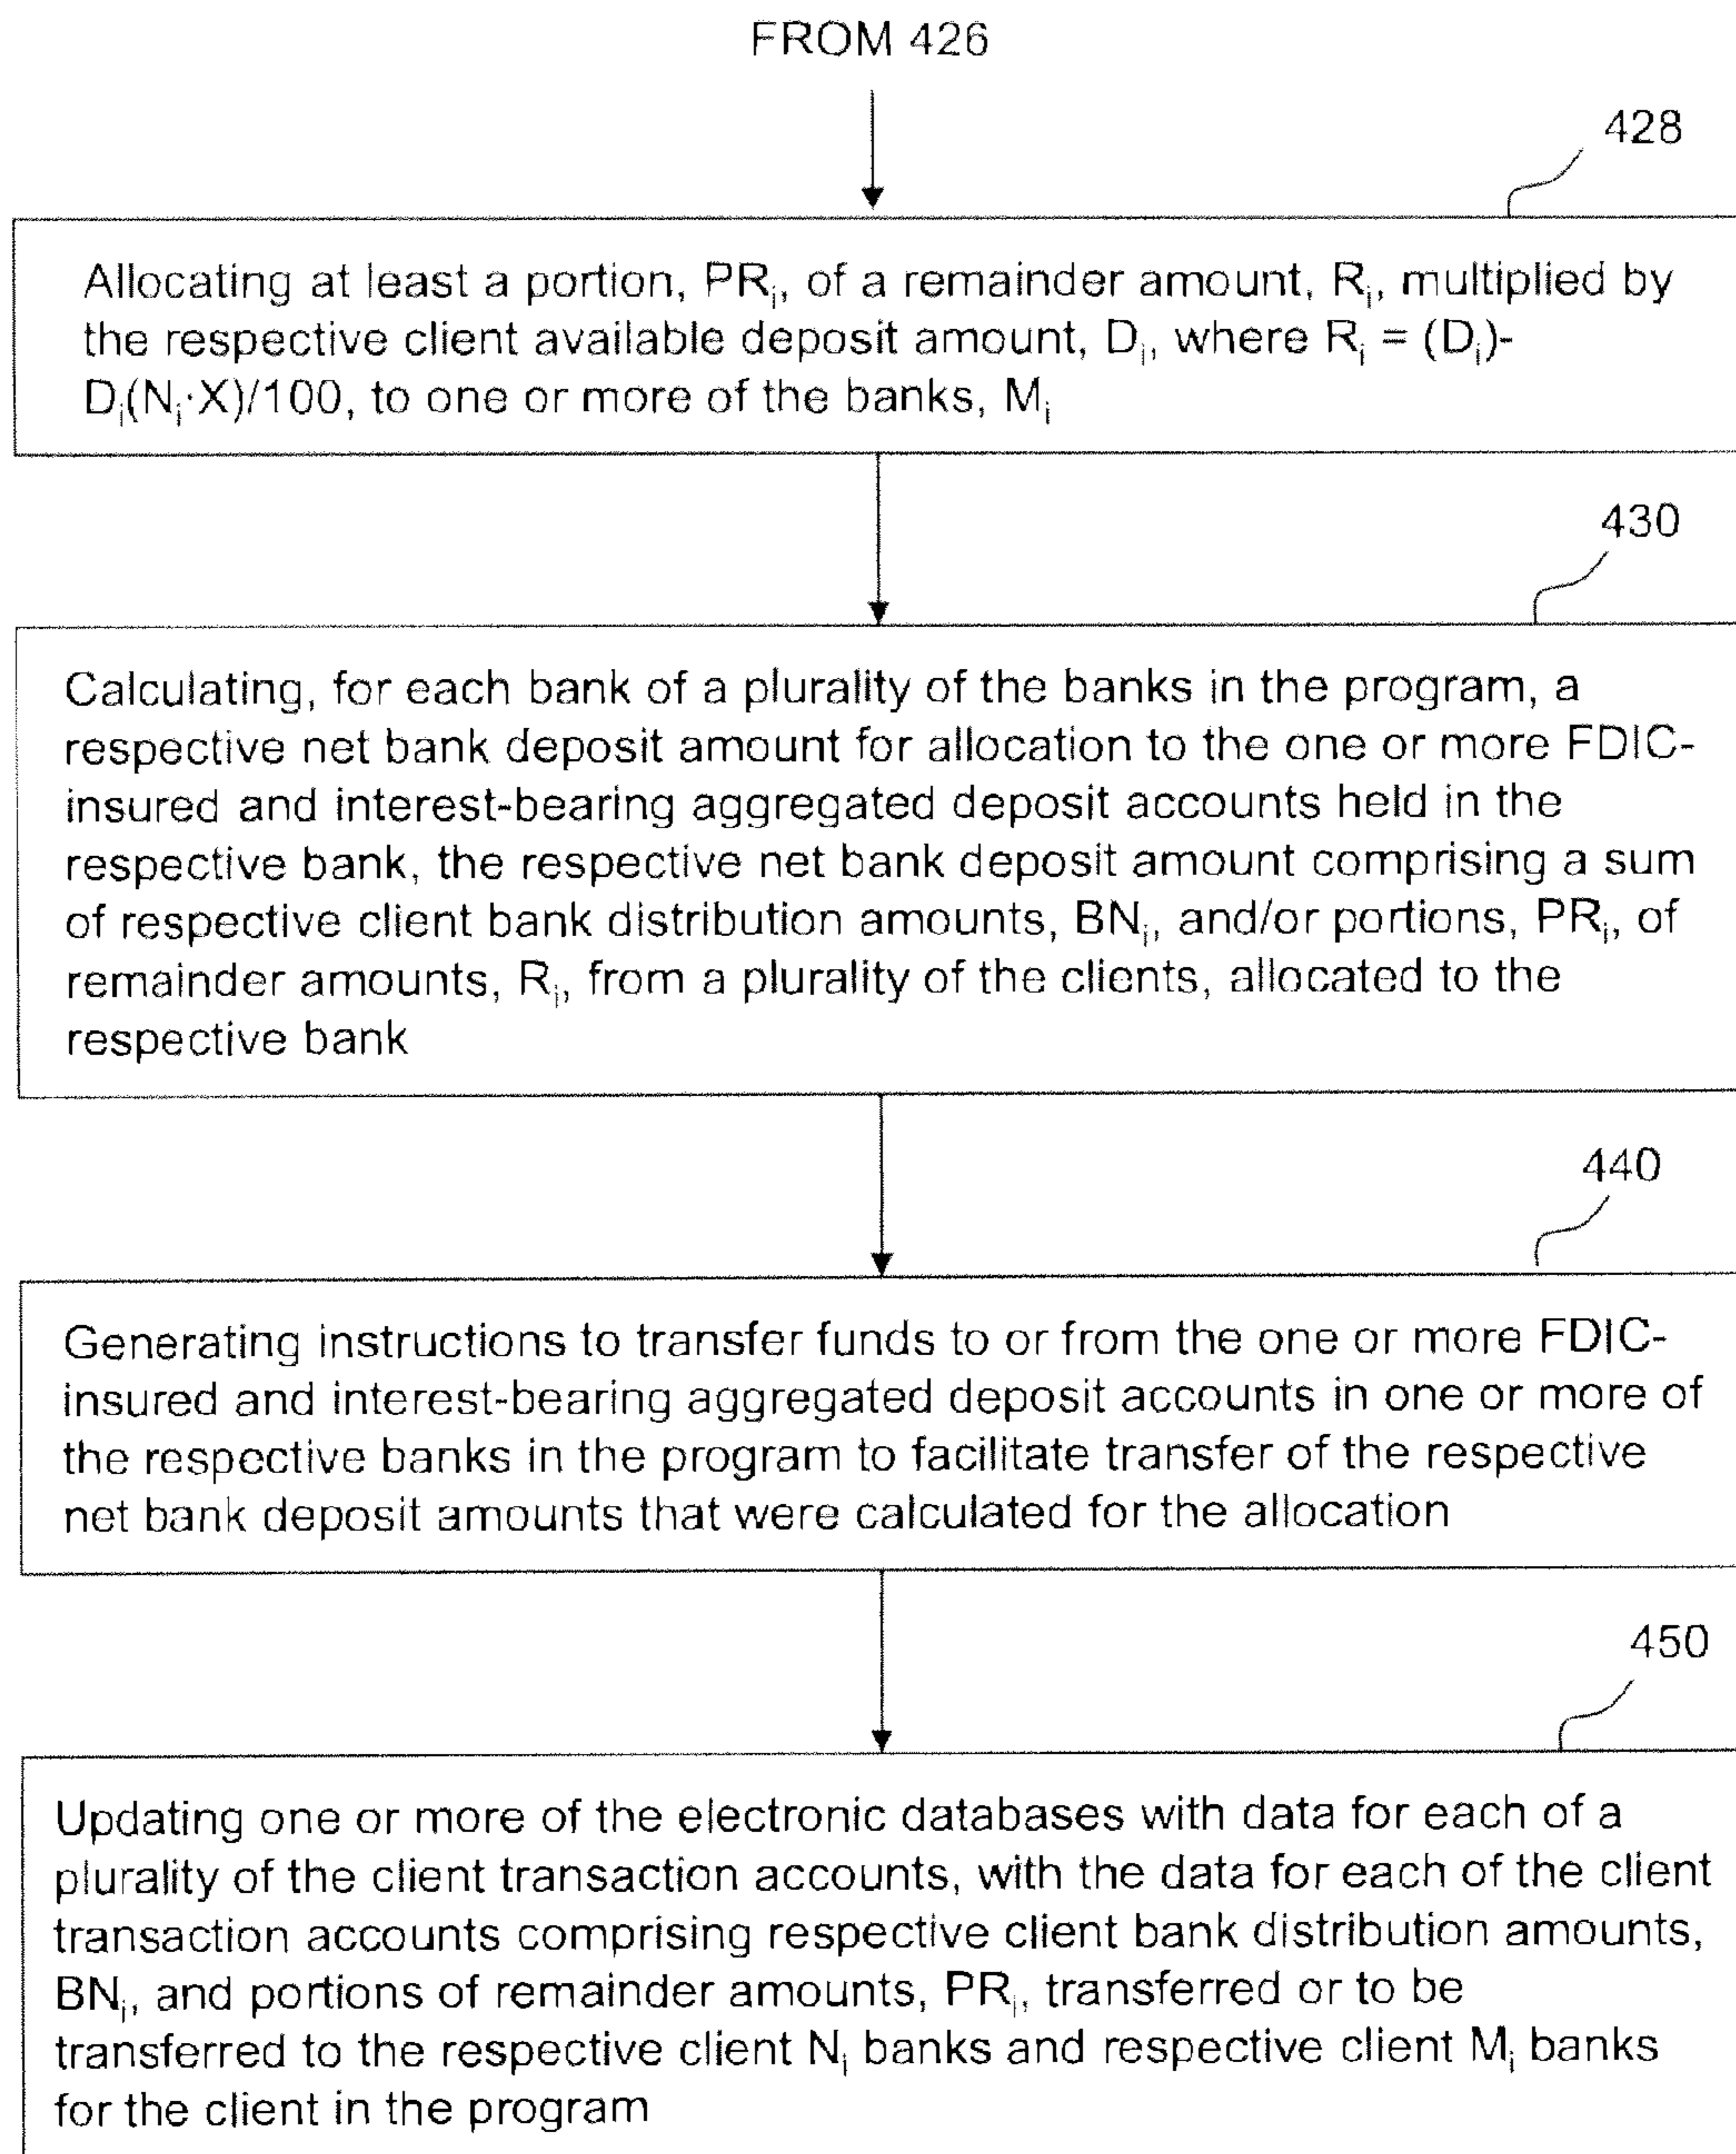 FROM 426
428
Allocating at least a portion, PRᵢ, of a remainder amount, Rᵢ, multiplied by
the respective client available deposit amount, Dᵢ, where Rᵢ = (Dᵢ)-
Dᵢ(Nᵢ·X)/100, to one or more of the banks, Mᵢ
430
Calculating, for each bank of a plurality of the banks in the program, a
respective net bank deposit amount for allocation to the one or more FDIC-
insured and interest-bearing aggregated deposit accounts held in the
respective bank, the respective net bank deposit amount comprising a sum
of respective client bank distribution amounts, BNᵢ, and/or portions, PRᵢ, of
remainder amounts, Rᵢ, from a plurality of the clients, allocated to the
respective bank
440
Generating instructions to transfer funds to or from the one or more FDIC-
insured and interest-bearing aggregated deposit accounts in one or more of
the respective banks in the program to facilitate transfer of the respective
net bank deposit amounts that were calculated for the allocation
450
Updating one or more of the electronic databases with data for each of a
plurality of the client transaction accounts, with the data for each of the client
transaction accounts comprising respective client bank distribution amounts,
BNᵢ, and portions of remainder amounts, PRᵢ, transferred or to be
transferred to the respective client Nᵢ banks and respective client Mᵢ banks
for the client in the program